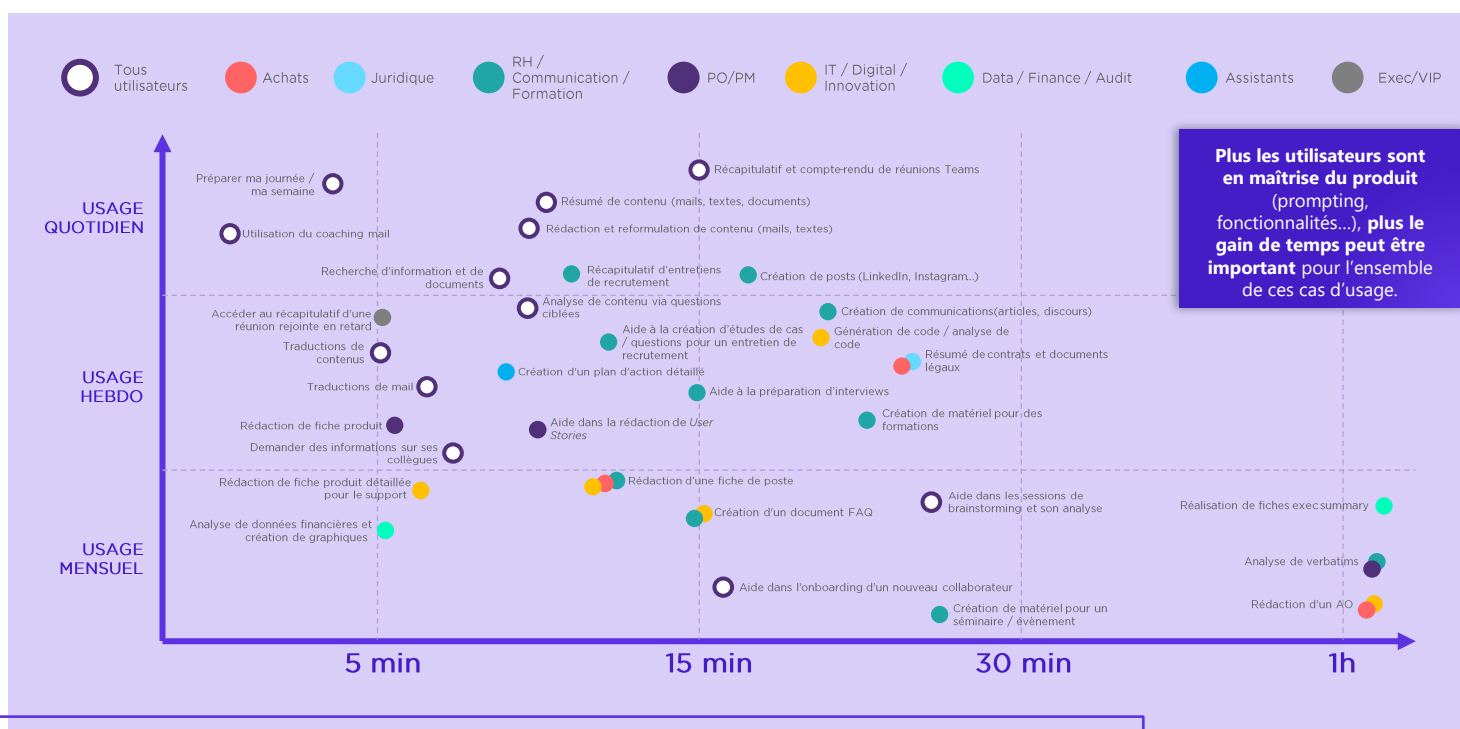 Tous
utilisateurs
Achats
Juridique
RH /
Communication /
Formation
PO/PM
IT / Digital /
Innovation
Data / Finance / Audit
Assistants
Exec/VIP
Plus les utilisateurs sont
en maîtrise du produit
(prompting,
fonctionnalités...), plus le
gain de temps peut être
important pour l'ensemble
de ces cas d'usage.
USAGE
QUOTIDIEN
Préparer ma journée /
ma semaine
Récapitulatif et compte-rendu de réunions Teams
Résumé de contenu (mails, textes, documents)
Utilisation du coaching mail
Rédaction et reformulation de contenu (mails, textes)
Recherche d'information et de
documents
Récapitulatif d'entretiens
de recrutement
Création de posts (LinkedIn, Instagram...)
USAGE
HEBDO
Analyse de contenu via questions
ciblées
Accéder au récapitulatif d'une
réunion rejointe en retard
Création de communications(articles, discours)
Aide à la création d'études de cas
/ questions pour un entretien de
recrutement
Génération de code / analyse de
code
Traductions de
contenus
Résumé de contrats et documents
légaux
Création d'un plan d'action détaillé
Traductions de mail
Aide à la préparation d'interviews
Rédaction de fiche produit
Aide dans la rédaction de User
Stories
Création de matériel pour des
formations
Demander des informations sur ses
collègues
USAGE
MENSUEL
Rédaction de fiche produit détaillée
pour le support
Rédaction d'une fiche de poste
Aide dans les sessions de
brainstorming et son analyse
Réalisation de fiches exec summary
Création d'un document FAQ
Analyse de données financières et
création de graphiques
Analyse de verbatims
Aide dans l'onboarding d'un nouveau collaborateur
Rédaction d'un AO
Création de matériel pour un
séminaire / évènement
5 min
15 min
30 min
1h